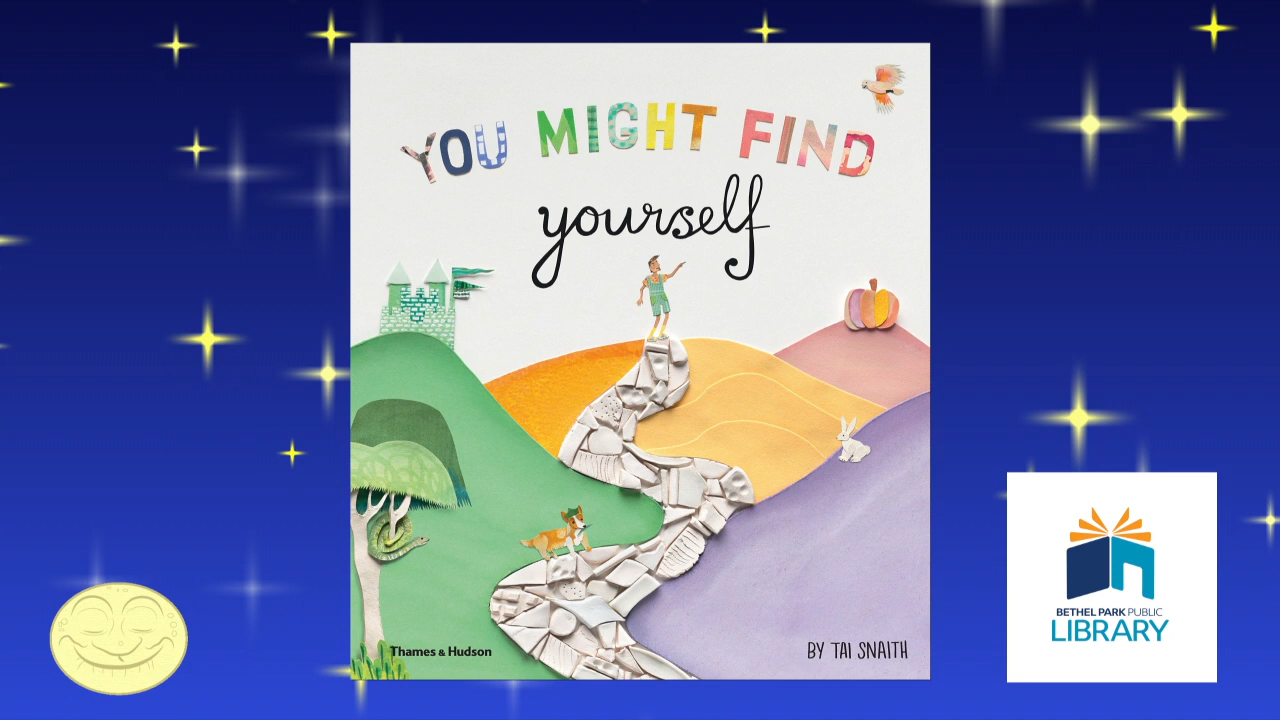 YOU MIGHT FIND
yourself
Thames & Hudson
BY TAI SNAITH
BETHEL PARK PUBLIC
LIBRARY